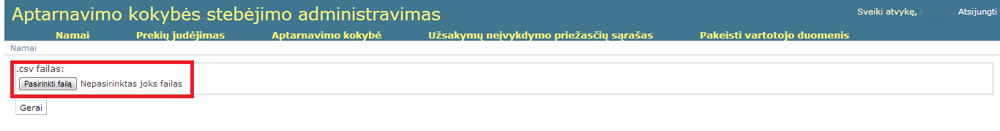 Aptarnavimo kokybės stebėjimo administravimas
Sveiki atvykę, . Atsijungti
Namai Prekių judėjimas Aptarnavimo kokybė Užsakymų neįvykdymo priežasčių sąrašas Pakeisti vartotojo duomenis
Namai
.csv failas:
Pasirinkti failą Nepasirinktas joks failas
Gerai